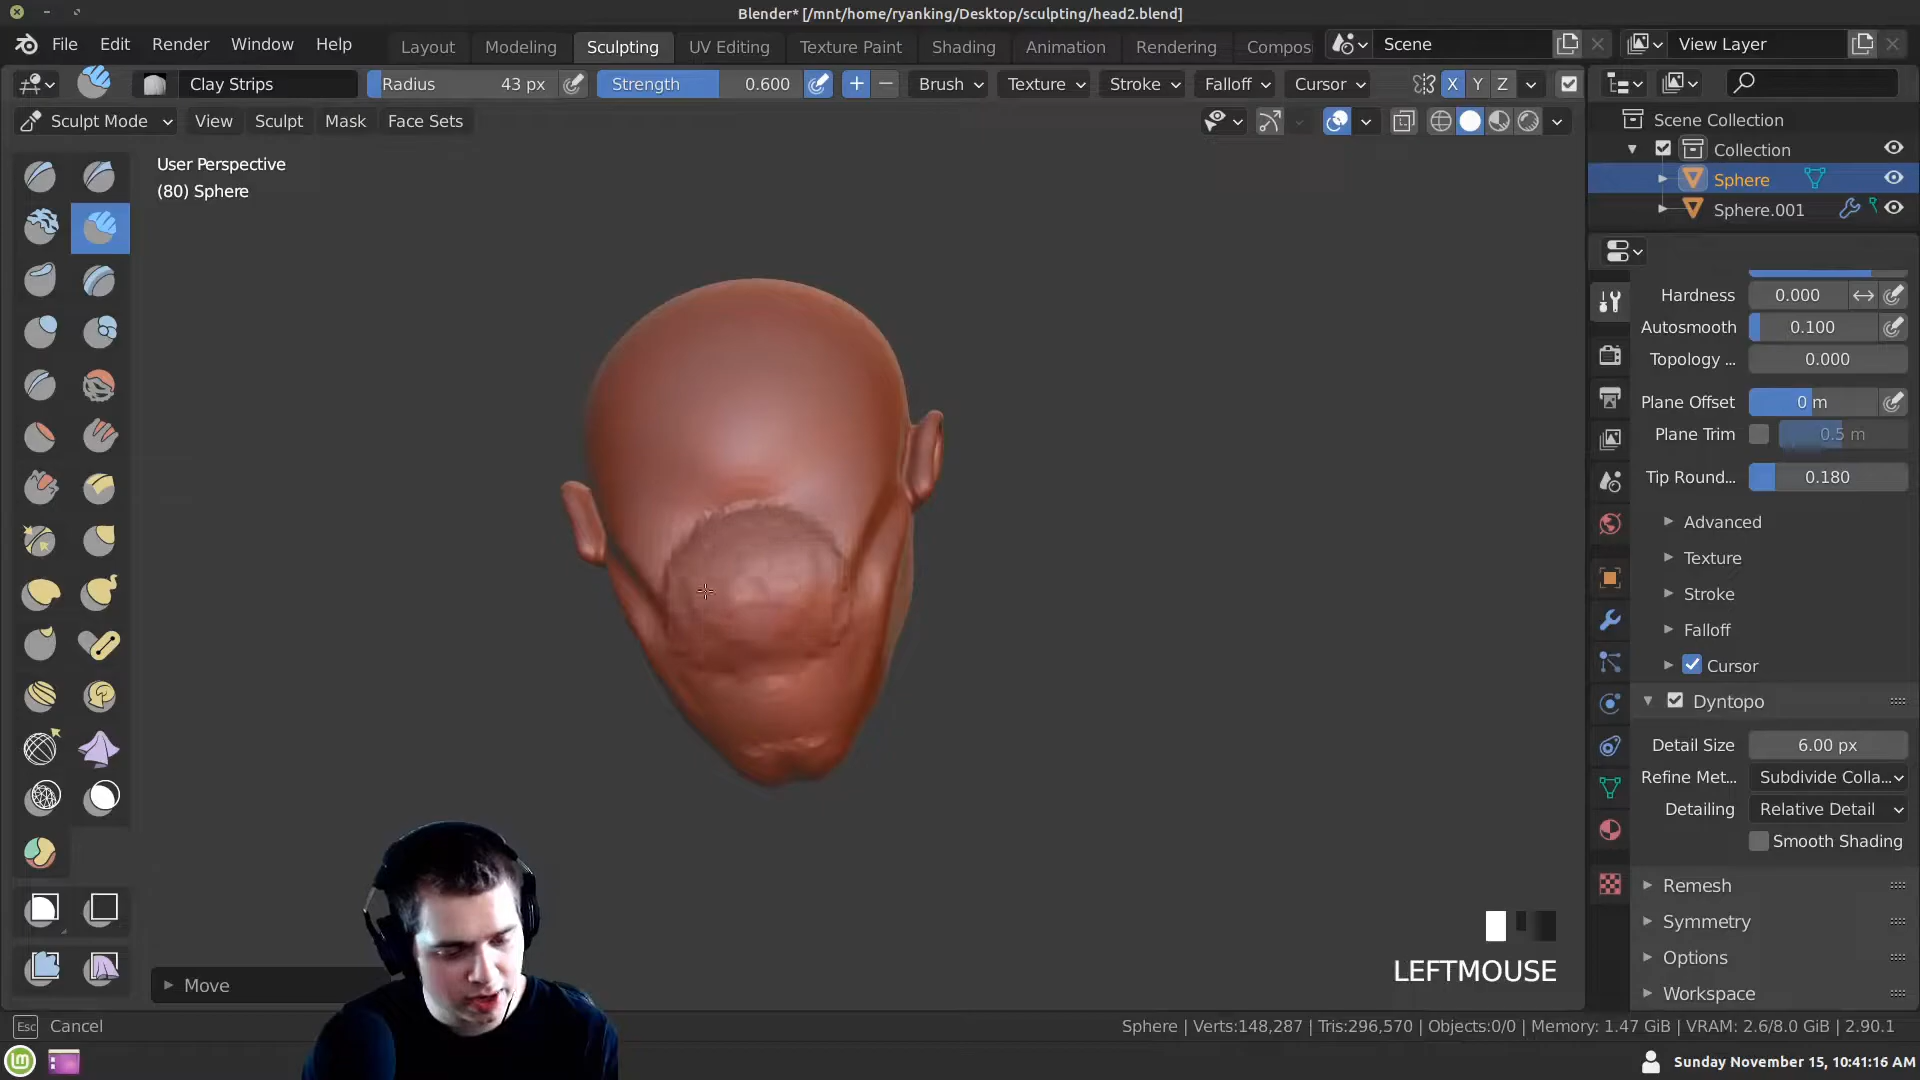 Blender* [/mnt/home/ryanking/Desktop/sculpting/head2.blend]
File Edit Render Window Help Layout Modeling Sculpting UV Editing Texture Paint Shading Animation Rendering Compos Scene View Layer
Clay Strips Radius 43 px Strength 0.600 Brush Texture Stroke Falloff Cursor X Y Z
Sculpt Mode View Sculpt Mask Face Sets
Scene Collection
Collection
Sphere
Sphere.001
User Perspective
(80) Sphere
Hardness 0.000
Autosmooth 0.100
Topology ... 0.000
Plane Offset 0 m
Plane Trim 0.5 m
Tip Round... 0.180
Advanced
Texture
Stroke
Falloff
Cursor
Dyntopo
Detail Size 6.00 px
Refine Met... Subdivide Colla...
Detailing Relative Detail
Smooth Shading
Remesh
Symmetry
Options
Workspace
LEFTMOUSE
Move
Esc Cancel
Sphere | Verts:148,287 | Tris:296,570 | Objects:0/0 | Memory: 1.47 GiB | VRAM: 2.6/8.0 GiB | 2.90.1
Sunday November 15, 10:41:16 AM